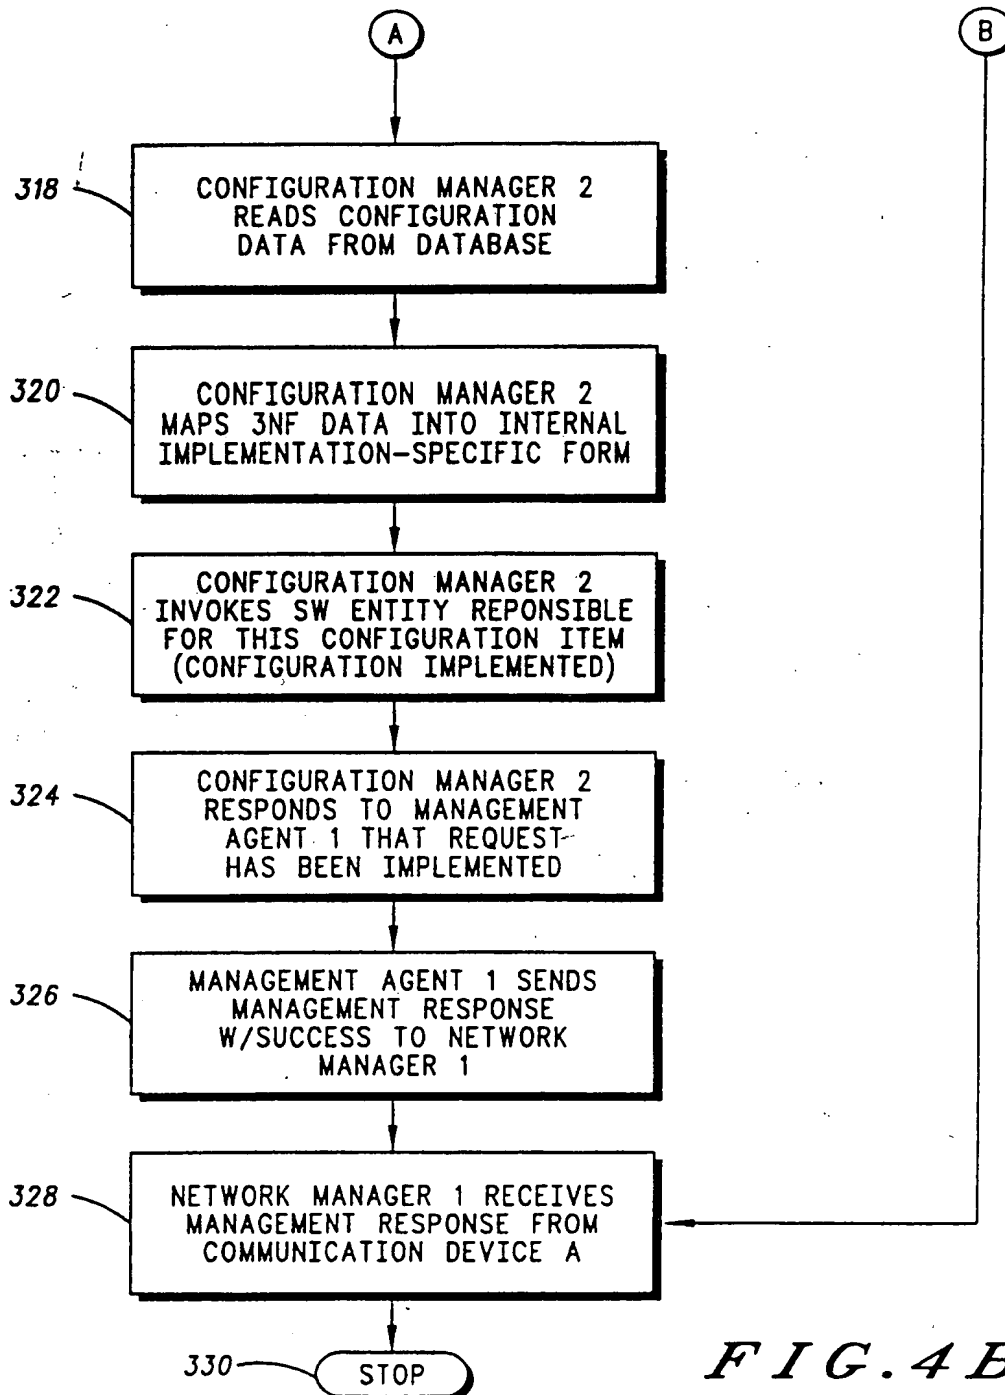 A
B
318
CONFIGURATION MANAGER 2
READS CONFIGURATION
DATA FROM DATABASE
320
CONFIGURATION MANAGER 2
MAPS 3NF DATA INTO INTERNAL
IMPLEMENTATION-SPECIFIC FORM
322
CONFIGURATION MANAGER 2
INVOKES SW ENTITY REPONSIBLE
FOR THIS CONFIGURATION ITEM
(CONFIGURATION IMPLEMENTED)
324
CONFIGURATION MANAGER 2
RESPONDS TO MANAGEMENT
AGENT 1 THAT REQUEST
HAS BEEN IMPLEMENTED
326
MANAGEMENT AGENT 1 SENDS
MANAGEMENT RESPONSE
W/SUCCESS TO NETWORK
MANAGER 1
328
NETWORK MANAGER 1 RECEIVES
MANAGEMENT RESPONSE FROM
COMMUNICATION DEVICE A
330
STOP
FIG.4B